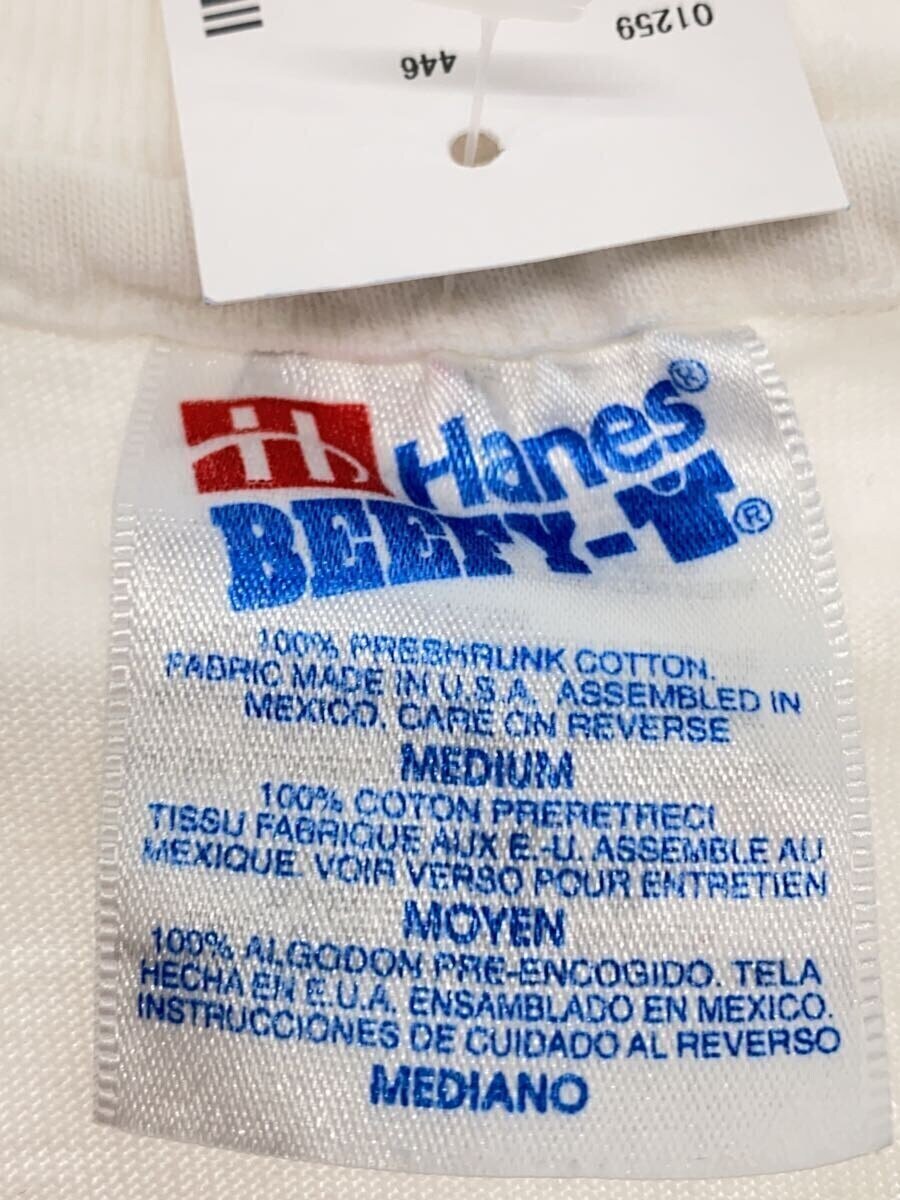 01259
446
H Hanes®
BEEFY-T®
100% PRESHRUNK COTTON.
FABRIC MADE IN U.S.A. ASSEMBLED IN
MEXICO. CARE ON REVERSE
MEDIUM
100% COTON PRERETRECI
TISSU FABRIQUE AUX E.-U. ASSEMBLE AU
MEXIQUE. VOIR VERSO POUR ENTRETIEN
MOYEN
100% ALGODON PRE-ENCOGIDO. TELA
HECHA EN E.U.A. ENSAMBLADO EN MEXICO.
INSTRUCCIONES DE CUIDADO AL REVERSO
MEDIANO